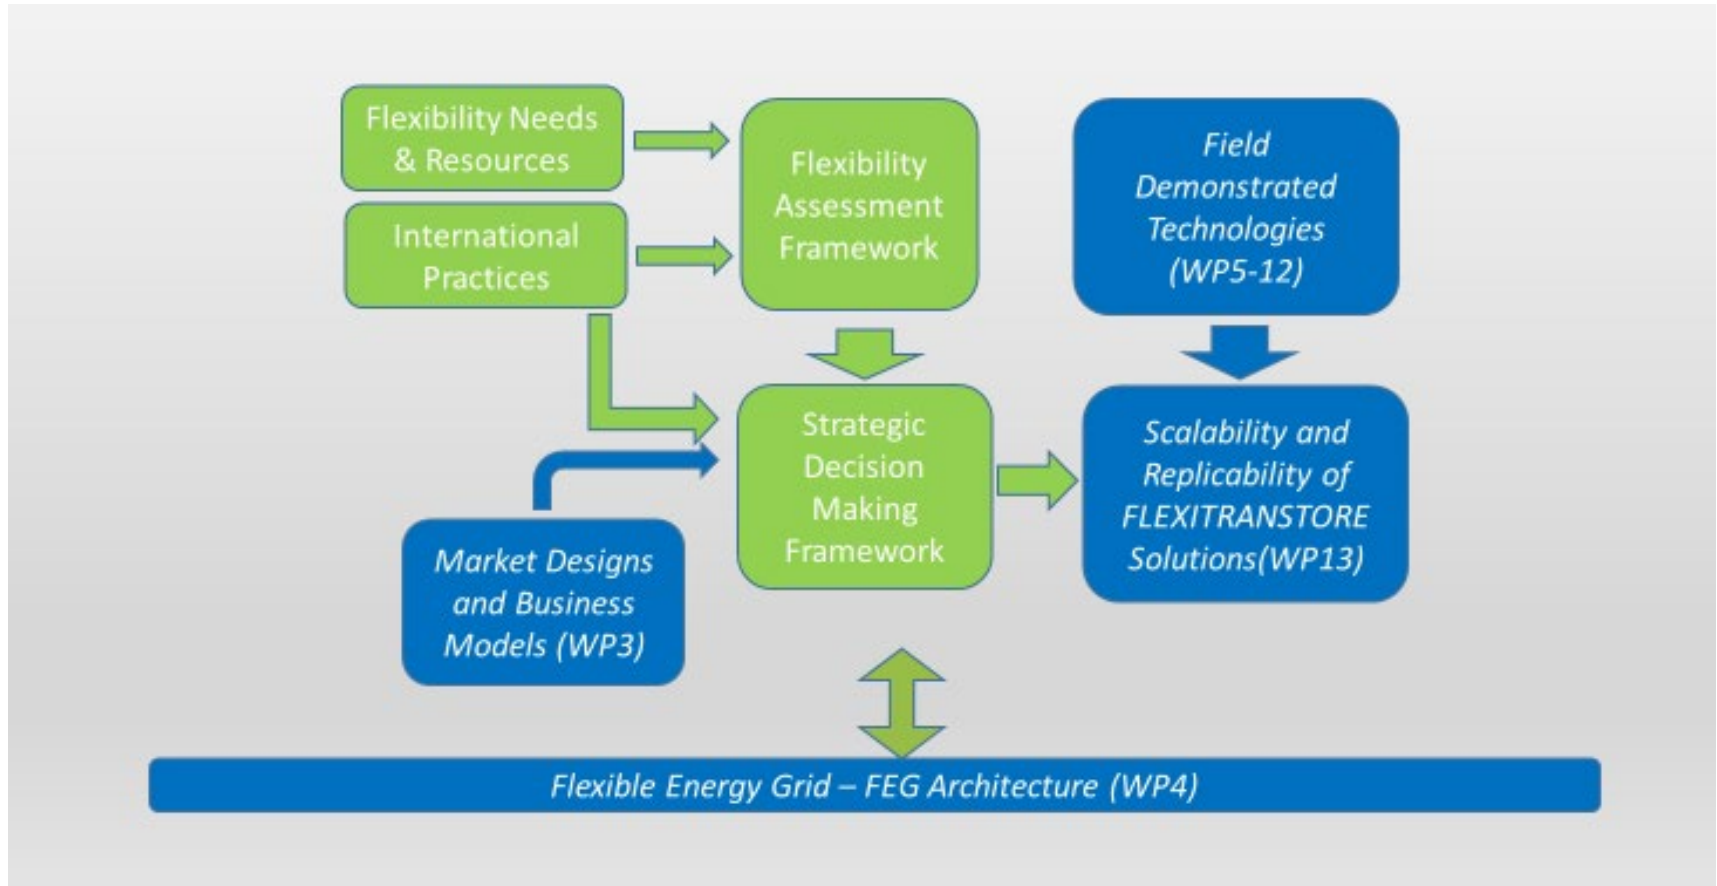 Flexibility Needs
& Resources
International
Practices
Flexibility
Assessment
Framework
Field
Demonstrated
Technologies
(WP5-12)
Strategic
Decision
Making
Framework
Scalability and
Replicability of
FLEXITRANSTORE
Solutions(WP13)
Market Designs
and Business
Models (WP3)
Flexible Energy Grid – FEG Architecture (WP4)